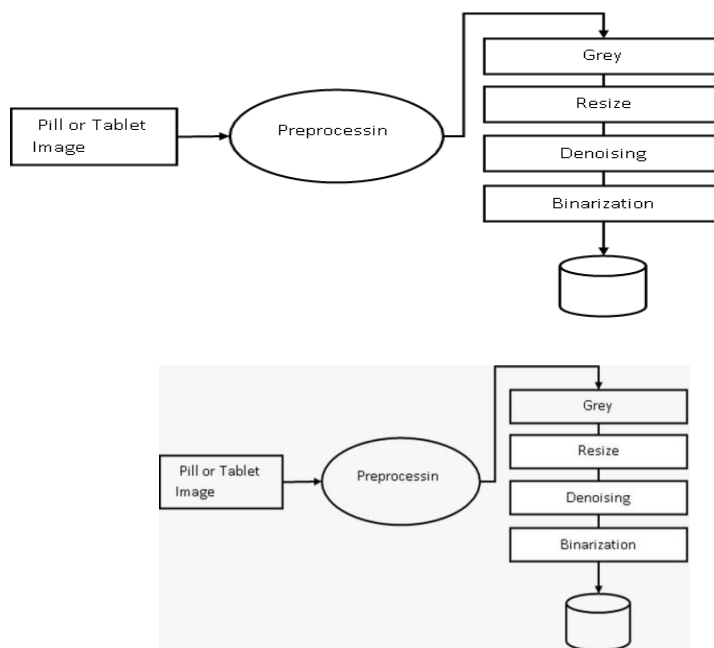 Grey
Resize
Pill or Tablet
Image
Preprocessin
Denoising
Binarization
Grey
Resize
Pill or Tablet
Image
Preprocessin
Denoising
Binarization